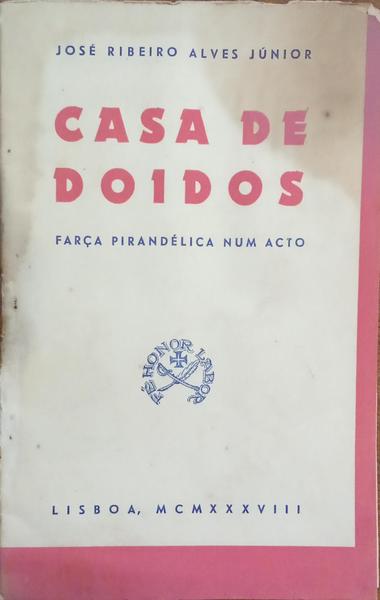 JOSÉ RIBEIRO ALVES JÚNIOR
CASA DE
DOIDOS
FARÇA PIRANDÉLICA NUM ACTO
FÉ HONOR LABOR
LISBOA, MCMXXXVIII